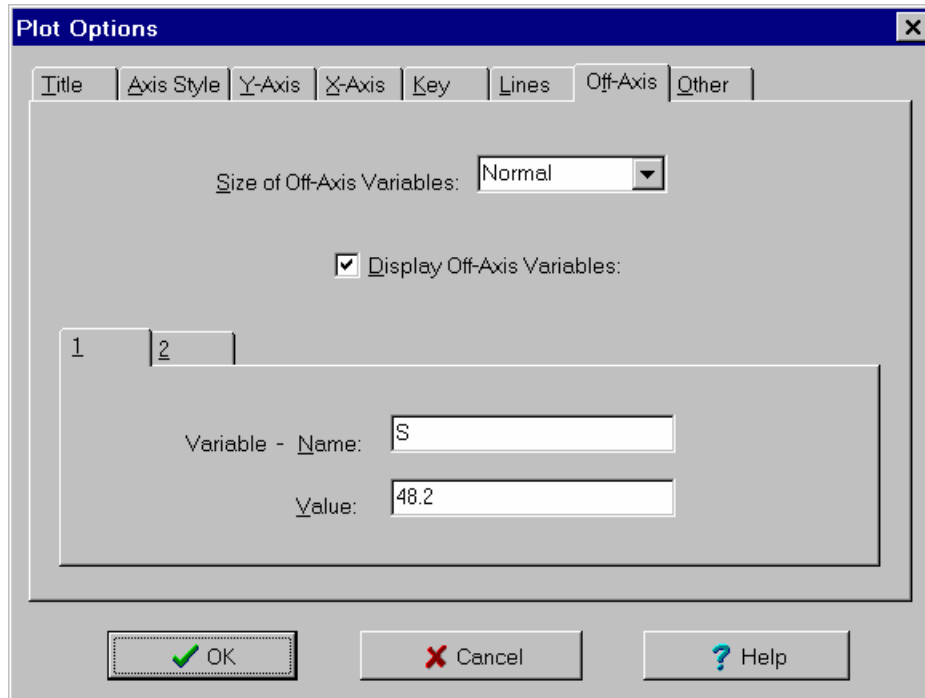 Plot Options
Title Axis Style Y-Axis X-Axis Key Lines Off-Axis Other
Size of Off-Axis Variables: Normal
Display Off-Axis Variables:
1 2
Variable - Name: S
Value: 48.2
OK Cancel ? Help